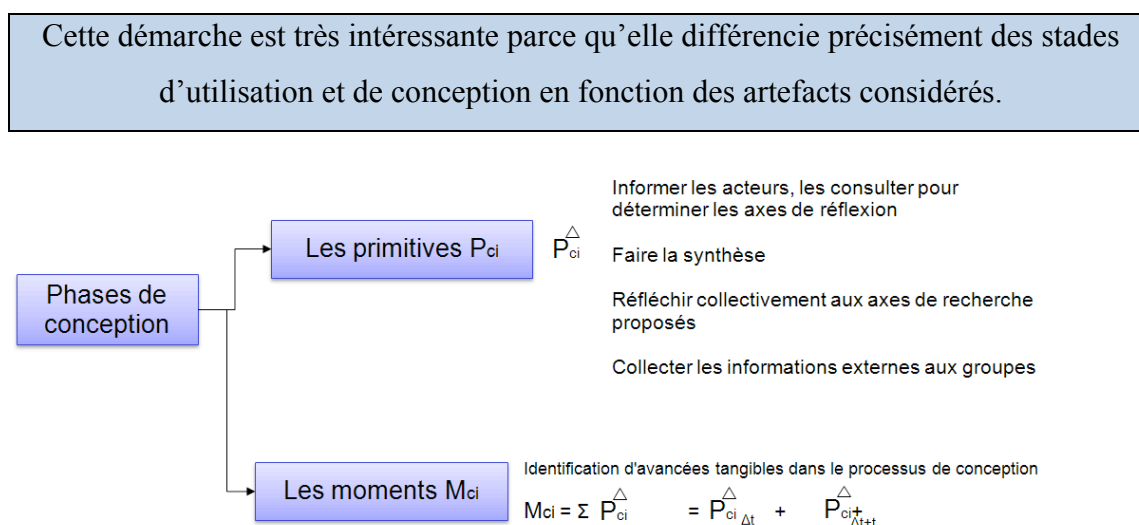 Cette démarche est très intéressante parce qu’elle différencie précisément des stades
d’utilisation et de conception en fonction des artefacts considérés.
Informer les acteurs, les consulter pour
déterminer les axes de réflexion
Les primitives Pci
△
Pci
Faire la synthèse
Phases de
conception
Réfléchir collectivement aux axes de recherche
proposés
Collecter les informations externes aux groupes
Les moments Mci
Identification d'avancées tangibles dans le processus de conception
△ △ △
Mci = Σ Pci = Pci Δt + Pci+ Δt+t